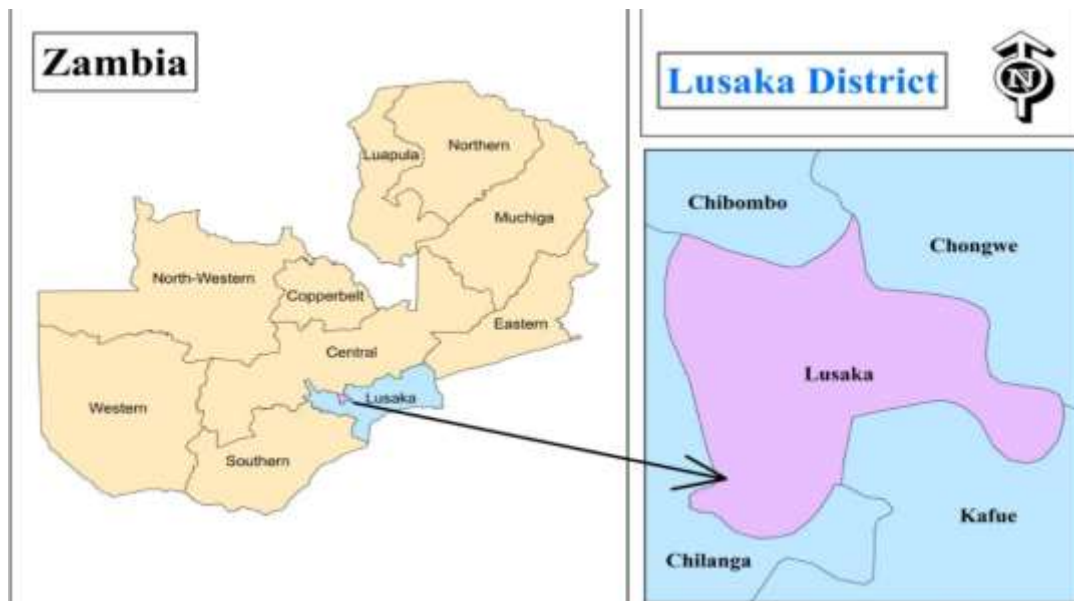 Zambia
Luapula
Northern
Muchiga
North-Western
Copperbelt
Eastern
Central
Western
Lusaka
Southern
Lusaka District
N
Chibombo
Chongwe
Lusaka
Kafue
Chilanga